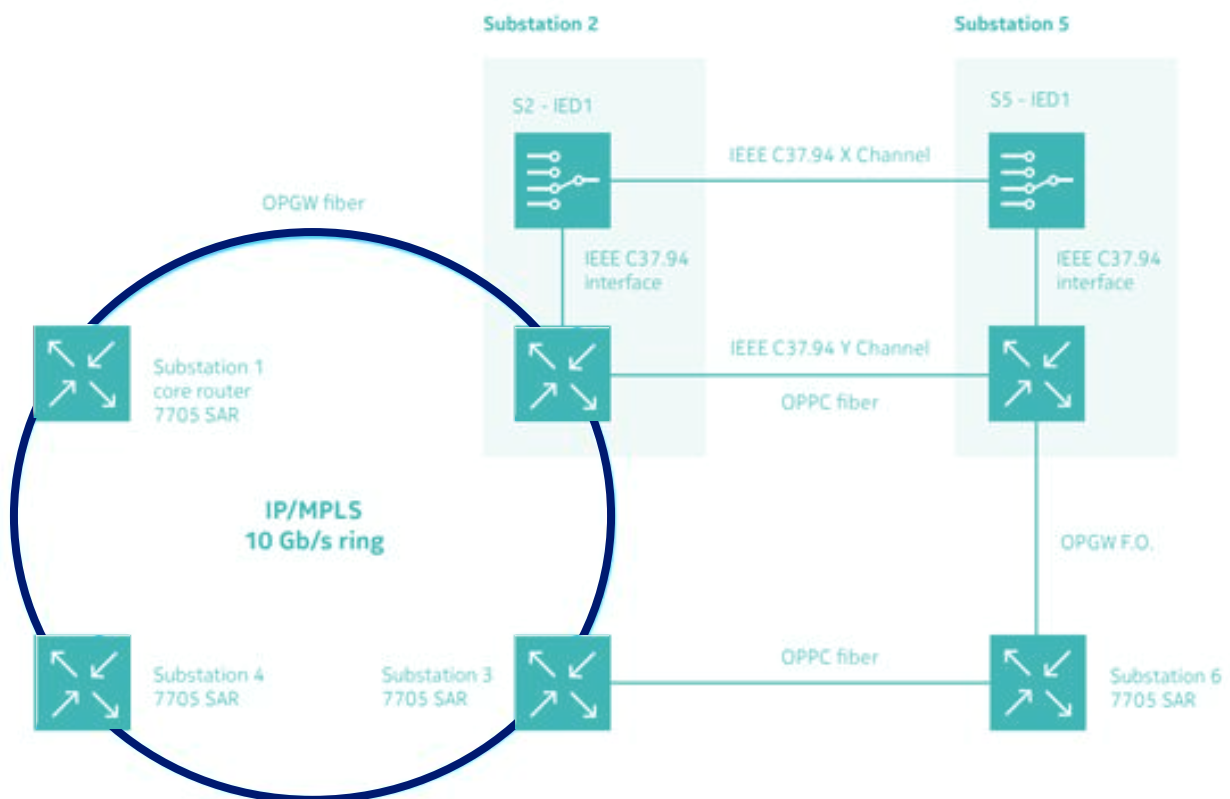 Substation 2
Substation 5
S2 - IED1
S5 - IED1
IEEE C37.94 X Channel
OPGW fiber
IEEE C37.94
interface
IEEE C37.94
interface
Substation 1
core router
7705 SAR
IEEE C37.94 Y Channel
OPPC fiber
IP/MPLS
10 Gb/s ring
OPGW F.O.
Substation 4
7705 SAR
Substation 3
7705 SAR
OPPC fiber
Substation 6
7705 SAR